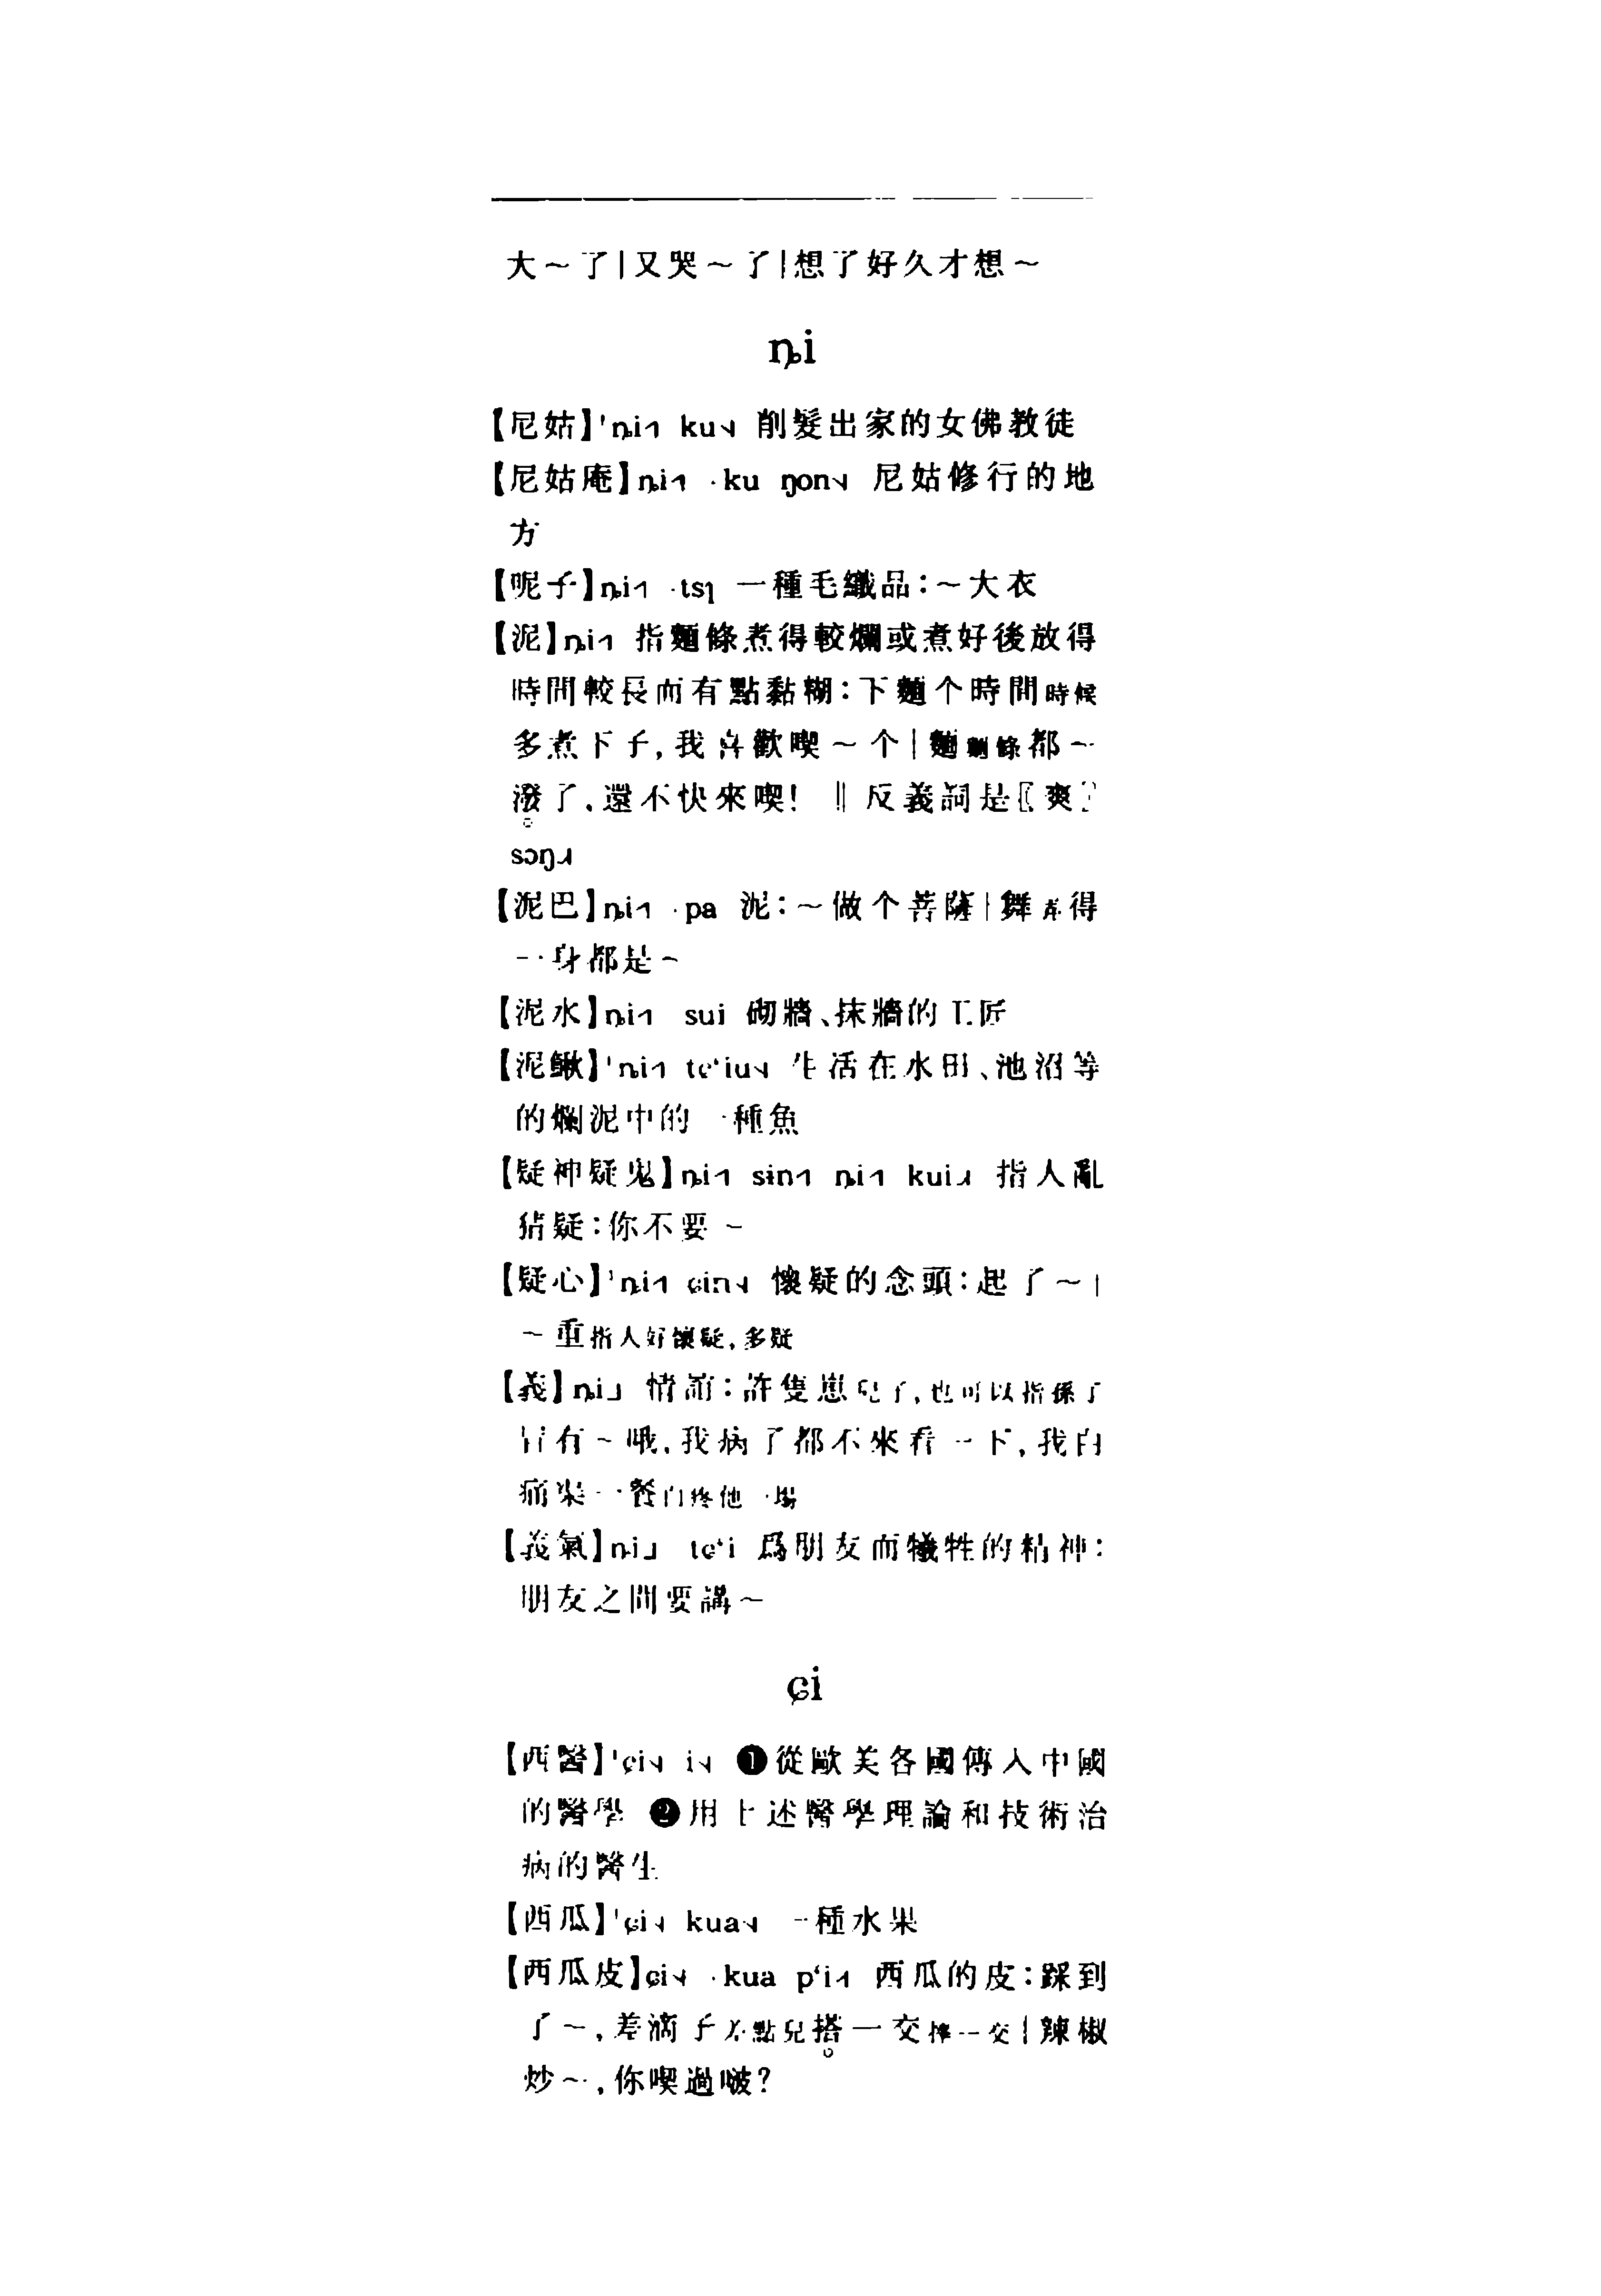 大～了|又哭～了|想了好久才想～
ȵi
【尼姑】'ȵi˧˥ ku˨˧ 削髮出家的女佛教徒
【尼姑庵】ȵi˧˥ ·ku ŋon˨˧ 尼姑修行的地
方
【呢子】ȵi˧˥ ·tsɿ 一種毛織品：～大衣
【泥】ȵi˧˥ 指麵條煮得較爛或煮好後放得
時間較長而有點黏糊：下麵个時間時候
多煮下子，我喜歡喫～个|麵麵條都～
潑了，還不快來喫！ ‖反義詞是〖爽〗
sɔŋ
【泥巴】ȵi˧˥ ·pa 泥：～做个菩薩|舞弄得
一身都是～
【泥水】ȵi˧˥ sui 砌牆、抹牆的工匠
【泥鰍】'ȵi˧˥ tɕ‘iu˨˧ 生活在水田、池沼等
的爛泥中的一種魚
【疑神疑鬼】ȵi˧˥ sɨn˧˥ ȵi˧˥ kui 指人亂
猜疑：你不要～
【疑心】'ȵi˧˥ ɕin˨˧ 懷疑的念頭：起了～|
～重指人好懷疑，多疑
【義】ȵi˩ 情誼：許隻崽兒子，也可以指孫子
冇有～哦，我病了都不來看一下，我白
痛渠一餐白疼他一場
【義氣】ȵi˩ tɕ‘i 爲朋友而犧牲的精神：
朋友之間要講～
ɕi
【西醫】'ɕi˨˧ i˨˧ ❶從歐美各國傳入中國
的醫學 ❷用上述醫學理論和技術治
病的醫生
【西瓜】'ɕi˨˧ kua˨˧ 一種水果
【西瓜皮】ɕi˨˧ ·kua p‘i˧˥ 西瓜的皮：踩到
了～，差滴子差點兒搭一交摔一交|辣椒
炒～，你喫過啵？